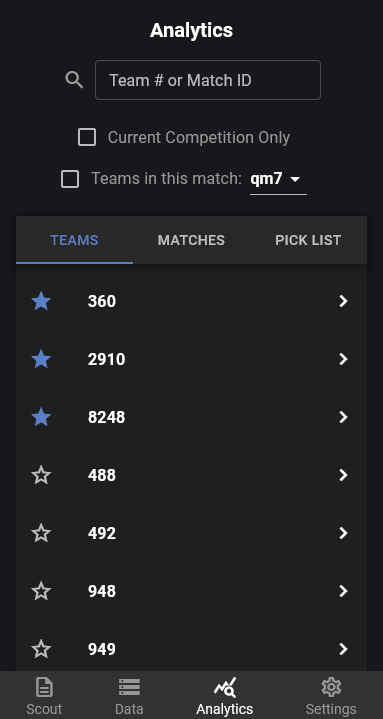 Analytics
Team # or Match ID
Current Competition Only
Teams in this match: qm7
TEAMS MATCHES PICK LIST
360
2910
8248
488
492
948
949
Scout Data Analytics Settings